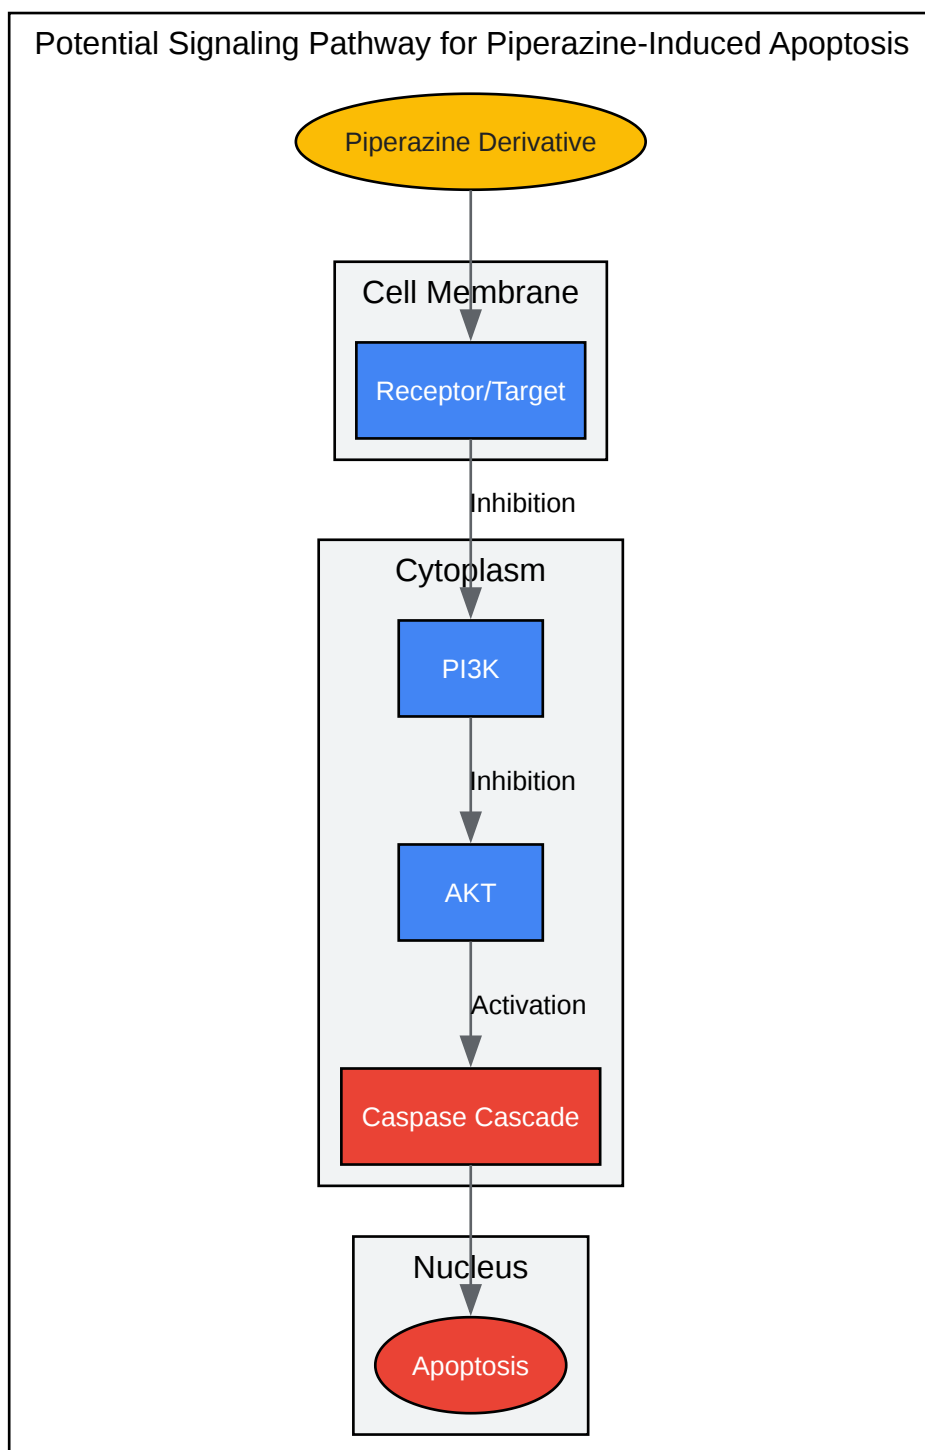 Potential Signaling Pathway for Piperazine-Induced Apoptosis
Piperazine Derivative
Cell Membrane
Receptor/Target
Inhibition
Cytoplasm
PI3K
Inhibition
AKT
Activation
Caspase Cascade
Nucleus
Apoptosis